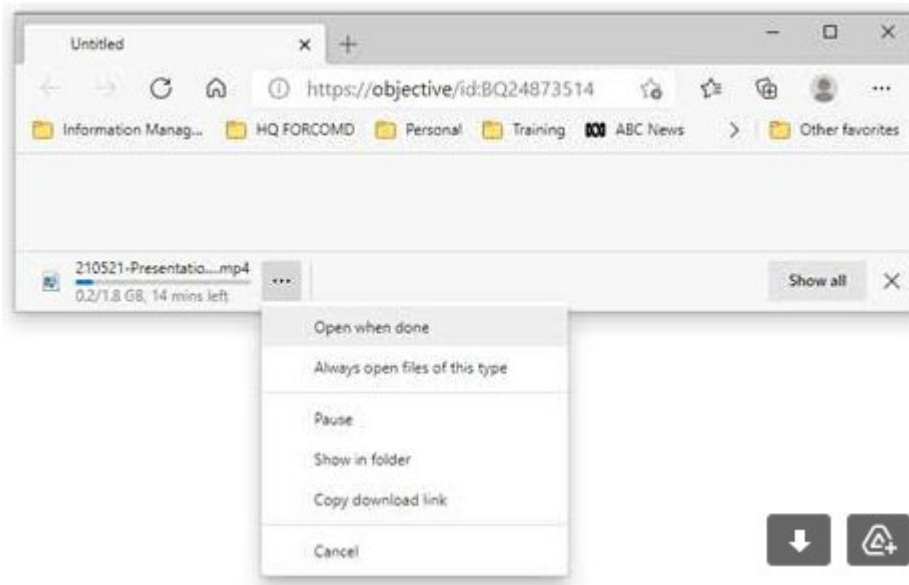 Untitled
https://objective/id:BQ24873514
Information Manag... HQ FORCOMD Personal Training ABC News Other favorites
210521-Presentatio....mp4
0.2/1.8 GB, 14 mins left
Show all
Open when done
Always open files of this type
Pause
Show in folder
Copy download link
Cancel